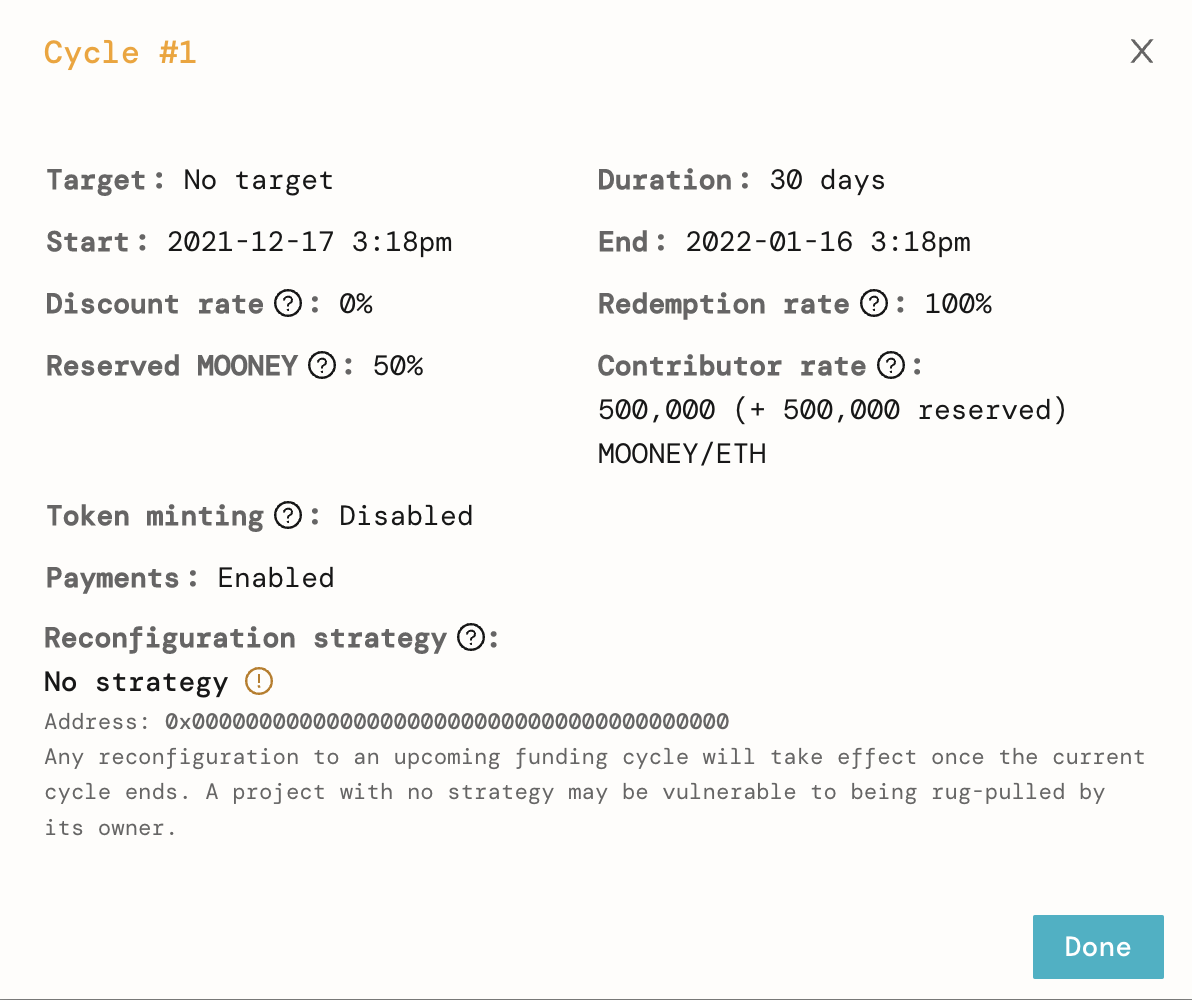 Cycle #1
X
Target: No target
Duration: 30 days
Start: 2021-12-17 3:18pm
End: 2022-01-16 3:18pm
Discount rate ?: 0%
Redemption rate ?: 100%
Reserved MOONEY ?: 50%
Contributor rate ?:
500,000 (+ 500,000 reserved)
MOONEY/ETH
Token minting ?: Disabled
Payments: Enabled
Reconfiguration strategy ?:
No strategy !
Address: 0x0000000000000000000000000000000000000000
Any reconfiguration to an upcoming funding cycle will take effect once the current
cycle ends. A project with no strategy may be vulnerable to being rug-pulled by
its owner.
Done